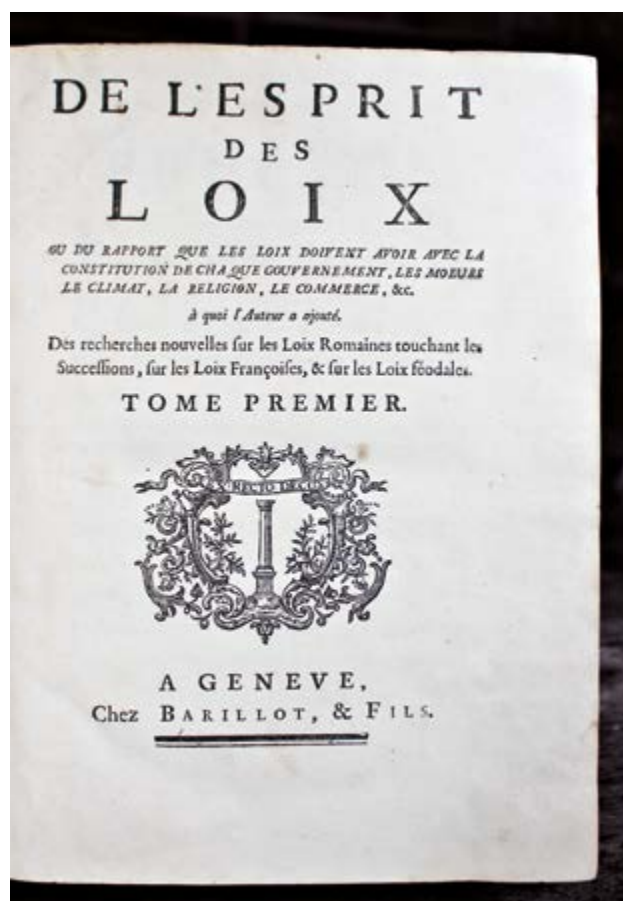 DE L'ESPRIT
DES
LOIX
OU DU RAPPORT QUE LES LOIX DOIVENT AVOIR AVEC LA
CONSTITUTION DE CHAQUE GOUVERNEMENT, LES MOEURS
LE CLIMAT, LA RELIGION, LE COMMERCE, &c.
à quoi l'Auteur a ajouté.
Des recherches nouvelles sur les Loix Romaines touchant les
Successions, sur les Loix Françoises, & sur les Loix féodales.
TOME PREMIER.
RECTO
A GENEVE,
Chez BARILLOT, & FILS.